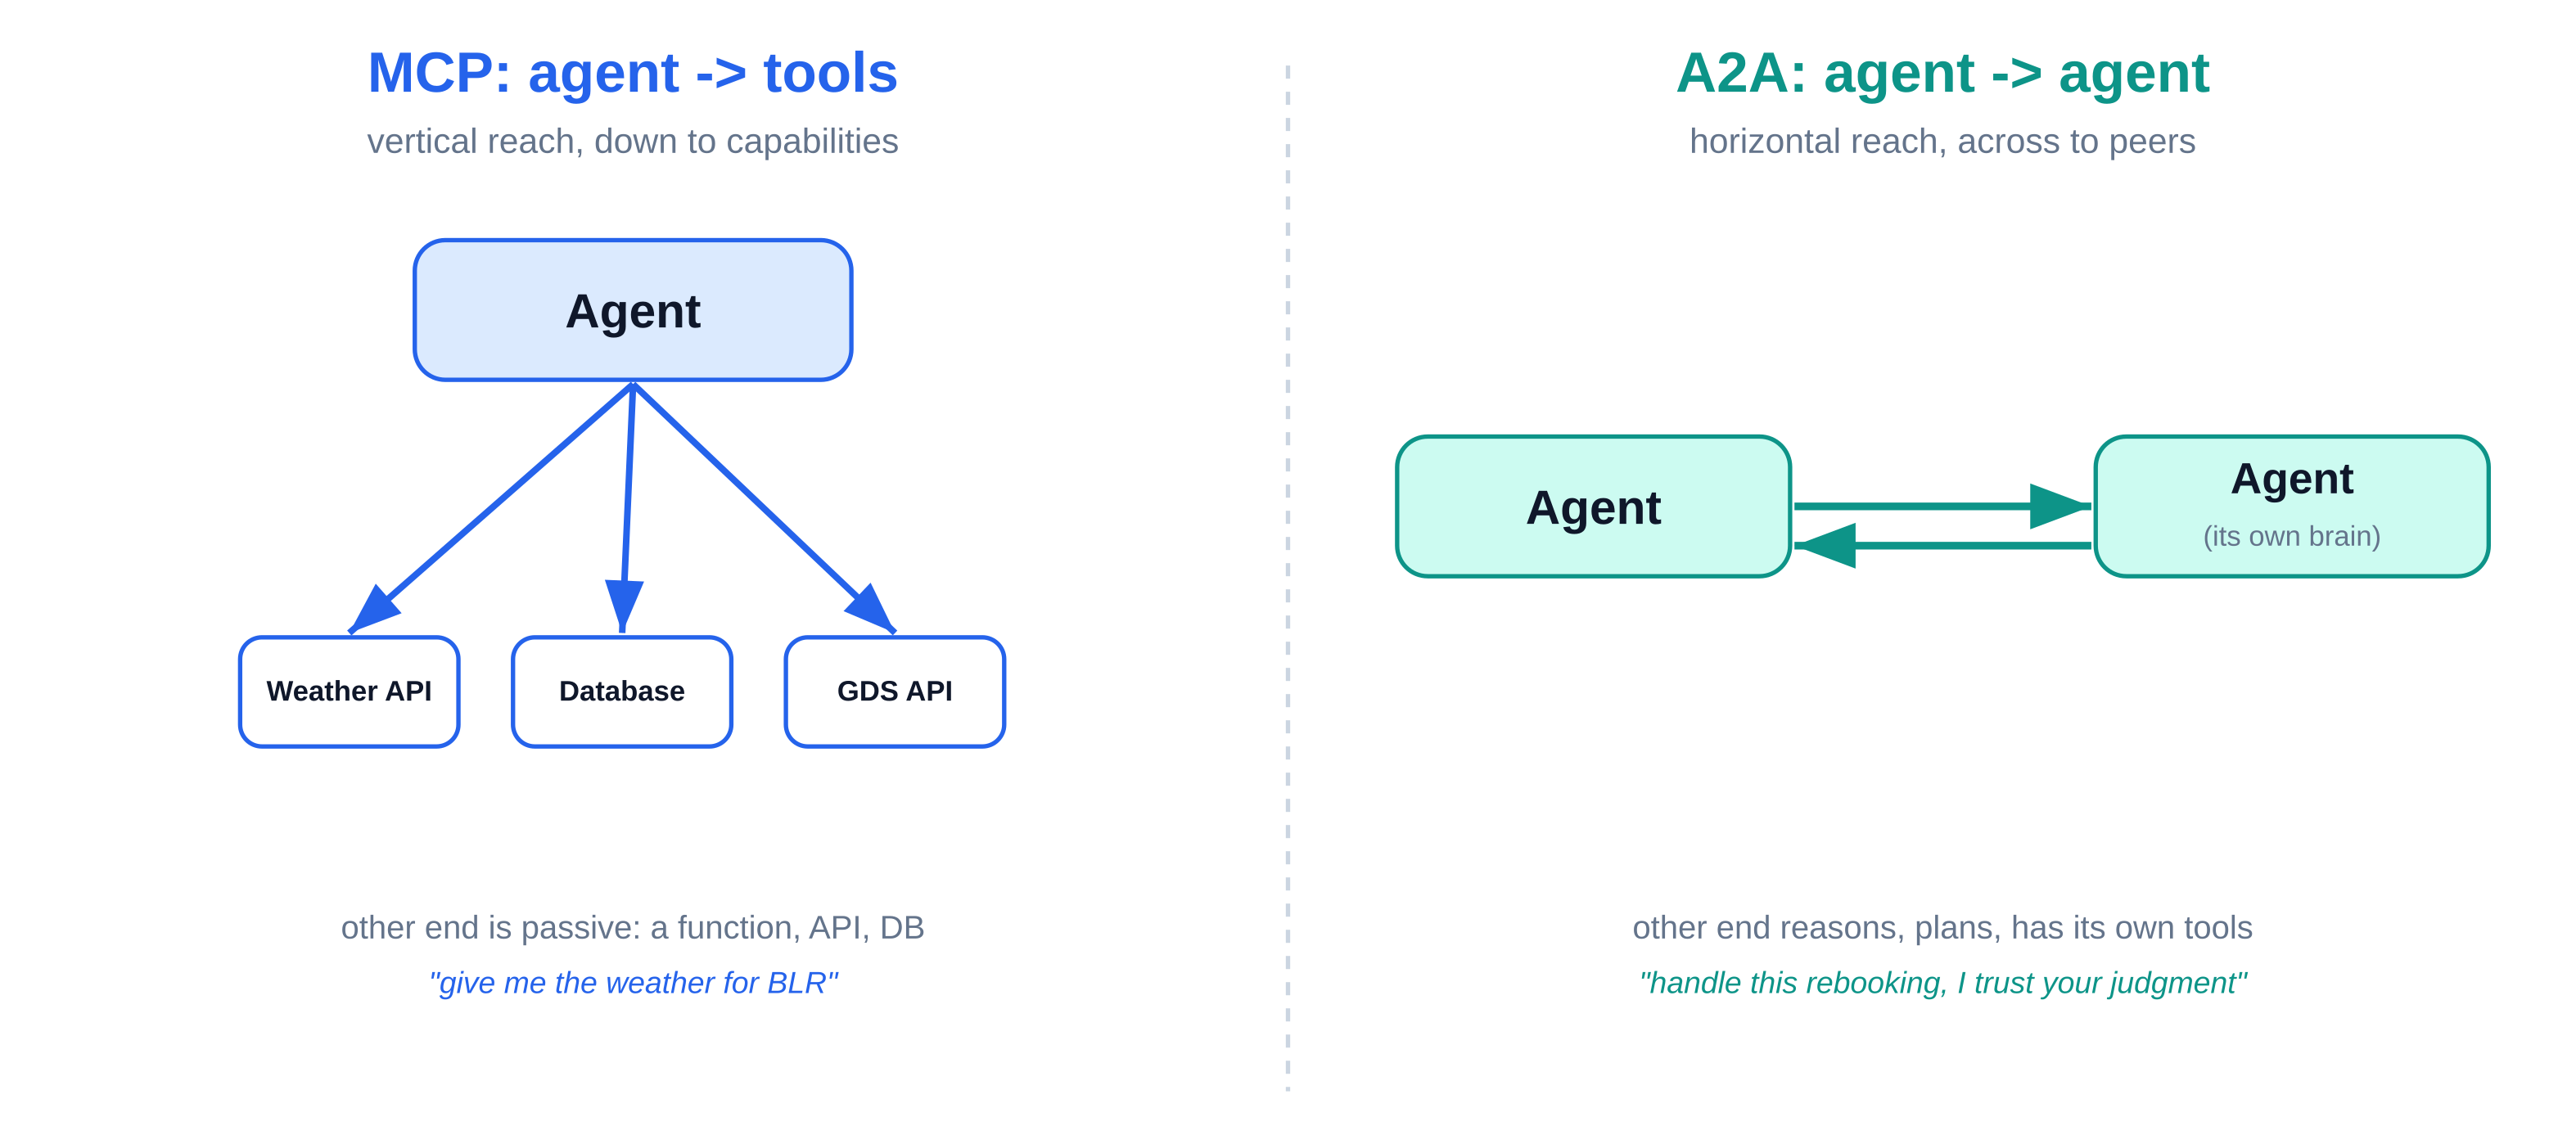 MCP: agent -> tools
vertical reach, down to capabilities
Agent
Weather API
Database
GDS API
other end is passive: a function, API, DB
"give me the weather for BLR"
A2A: agent -> agent
horizontal reach, across to peers
Agent
Agent
(its own brain)
other end reasons, plans, has its own tools
"handle this rebooking, I trust your judgment"